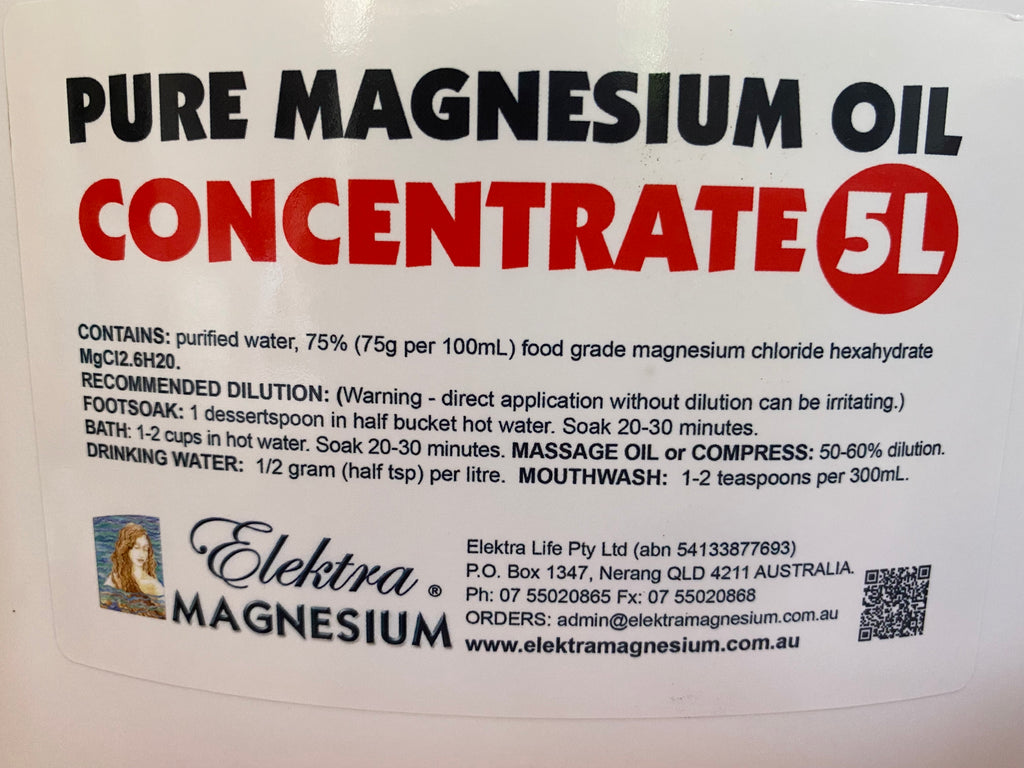 PURE MAGNESIUM OIL
CONCENTRATE 5L
CONTAINS: purified water, 75% (75g per 100mL) food grade magnesium chloride hexahydrate
MgCl2.6H20.
RECOMMENDED DILUTION: (Warning - direct application without dilution can be irritating.)
FOOTSOAK: 1 dessertspoon in half bucket hot water. Soak 20-30 minutes.
BATH: 1-2 cups in hot water. Soak 20-30 minutes. MASSAGE OIL or COMPRESS: 50-60% dilution.
DRINKING WATER: 1/2 gram (half tsp) per litre. MOUTHWASH: 1-2 teaspoons per 300mL.
Elektra ®
MAGNESIUM
Elektra Life Pty Ltd (abn 54133877693)
P.O. Box 1347, Nerang QLD 4211 AUSTRALIA.
Ph: 07 55020865 Fx: 07 55020868
ORDERS: admin@elektramagnesium.com.au
www.elektramagnesium.com.au